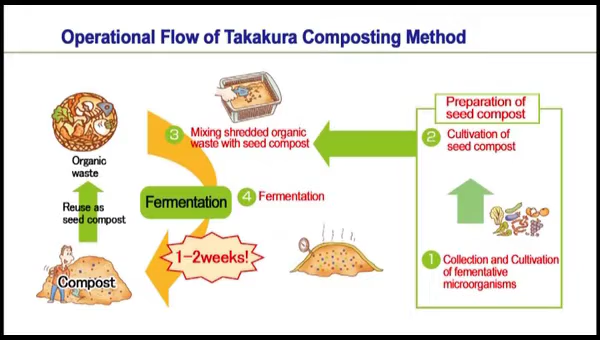 Operational Flow of Takakura Composting Method
Organic
waste
Reuse as
seed compost
Compost
3
Mixing shredded organic
waste with seed compost
Fermentation
4
Fermentation
1-2weeks!
Preparation of
seed compost
2
Cultivation of
seed compost
1
Collection and Cultivation
of fementative
microorganisms